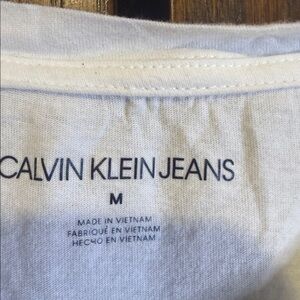 CALVIN KLEIN JEANS
M
MADE IN VIETNAM
FABRIQUÉ EN VIETNAM
HECHO EN VIETNAM